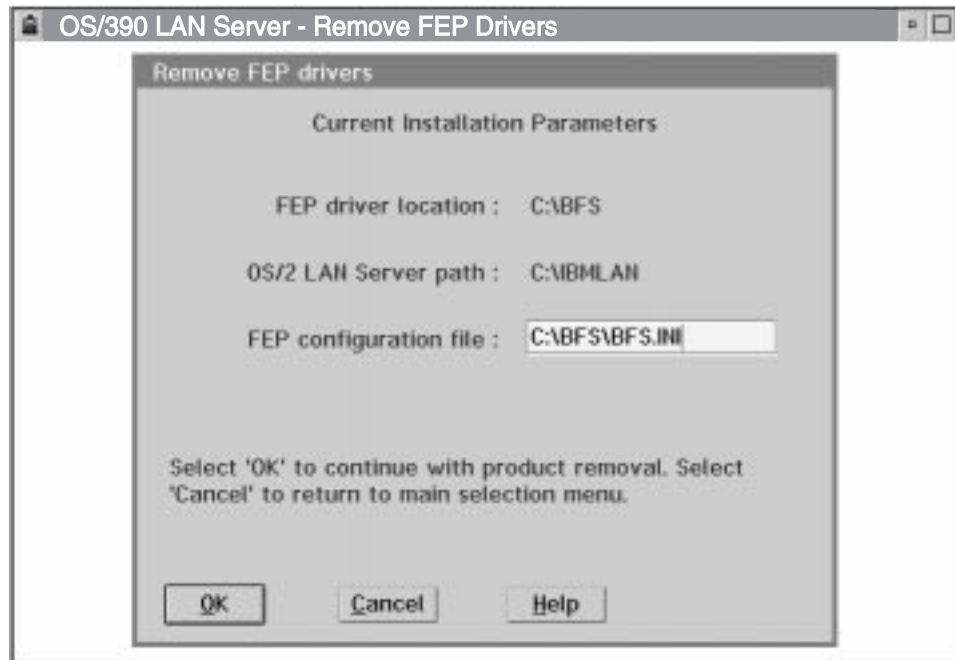 OS/390 LAN Server - Remove FEP Drivers
Remove FEP drivers
Current Installation Parameters
FEP driver location : C:\BFS
OS/2 LAN Server path : C:\IBMLAN
FEP configuration file : C:\BFS\BFS.INI
Select 'OK' to continue with product removal. Select
'Cancel' to return to main selection menu.
OK Cancel Help